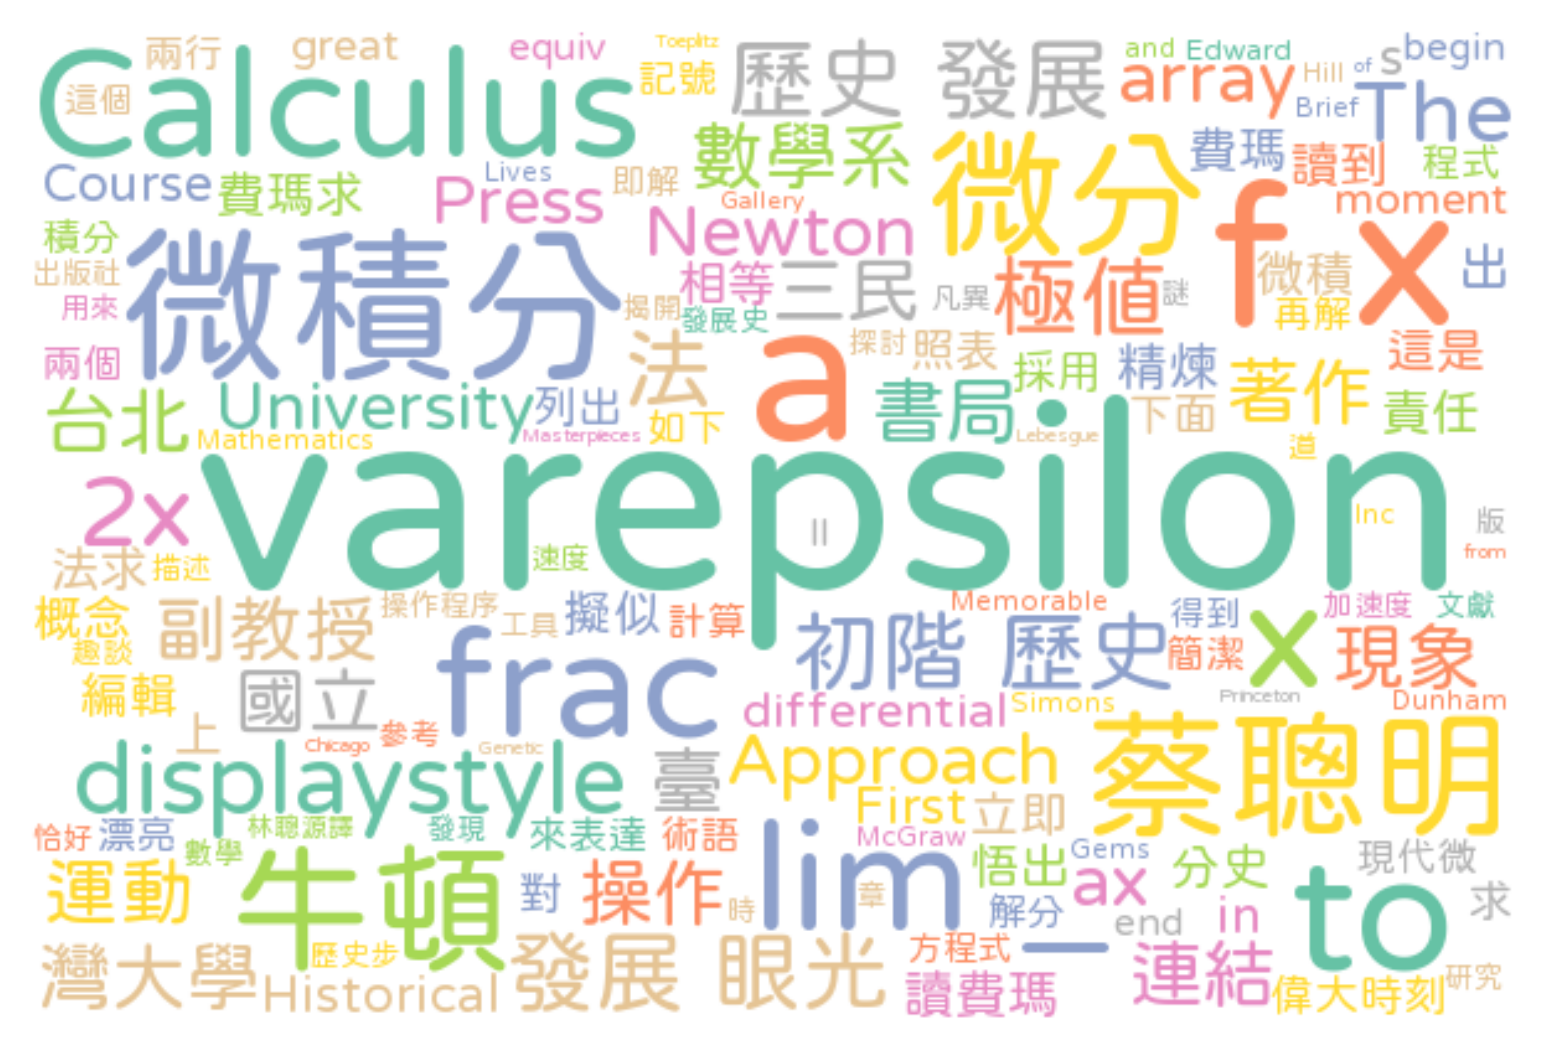 Calculus
兩行
great
equiv
Toeplitz
記號
歷史
發展
and
Edward
array
Hill
of
s
begin
Brief
The
這個
數學系
微分
費瑪
讀到
程式
Course
費瑪求
Press
Lives
即解
Gallery
Newton
moment
f
x
積分
出版社
用來
微積分
揭開
相等
三民
發展史
凡異
極值
謎
微積
再解
出
兩個
法
a
探討
照表
採用
精煉
這是
台北
University
列出
Mathematics
Masterpieces
如下
書局
Lebesgue
下面
著作
責任
道
varepsilon
2x
||
Inc
版
from
法求
描述
速度
概念
趣談
副教授
操作程序
工具
擬似
計算
Memorable
初階
歷史
得到
簡潔
x
加速度
文獻
現象
編輯
國立
frac
differential
Simons
Princeton
Dunham
上
Chicago
參考
Genetic
displaystyle
臺
Approach
First
立即
蔡聰明
恰好
漂亮
數學
林聰源譯
發現
來表達
術語
lim
McGraw
悟出
Gems
分史
現代微
運動
牛頓
對
操作
時
章
解分
ax
end
in
to
求
灣大學
歷史步
Historical
發展
眼光
方程式
一
讀費瑪
連結
偉大時刻
研究